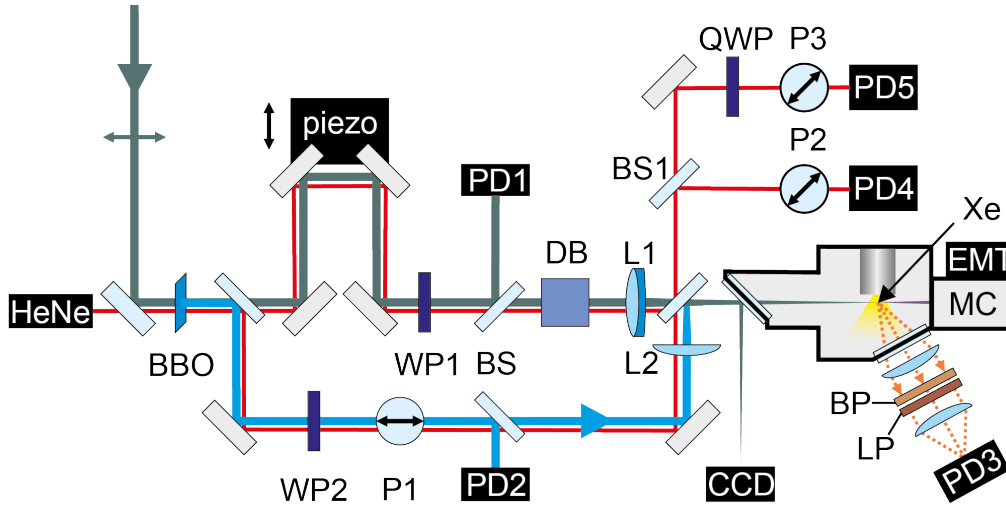 QWP
P3
PD5
piezo
P2
BS1
PD1
PD4
Xe
EMT
DB
L1
HeNe
MC
BBO
WP1
BS
L2
BP
LP
WP2
P1
PD2
CCD
PD3